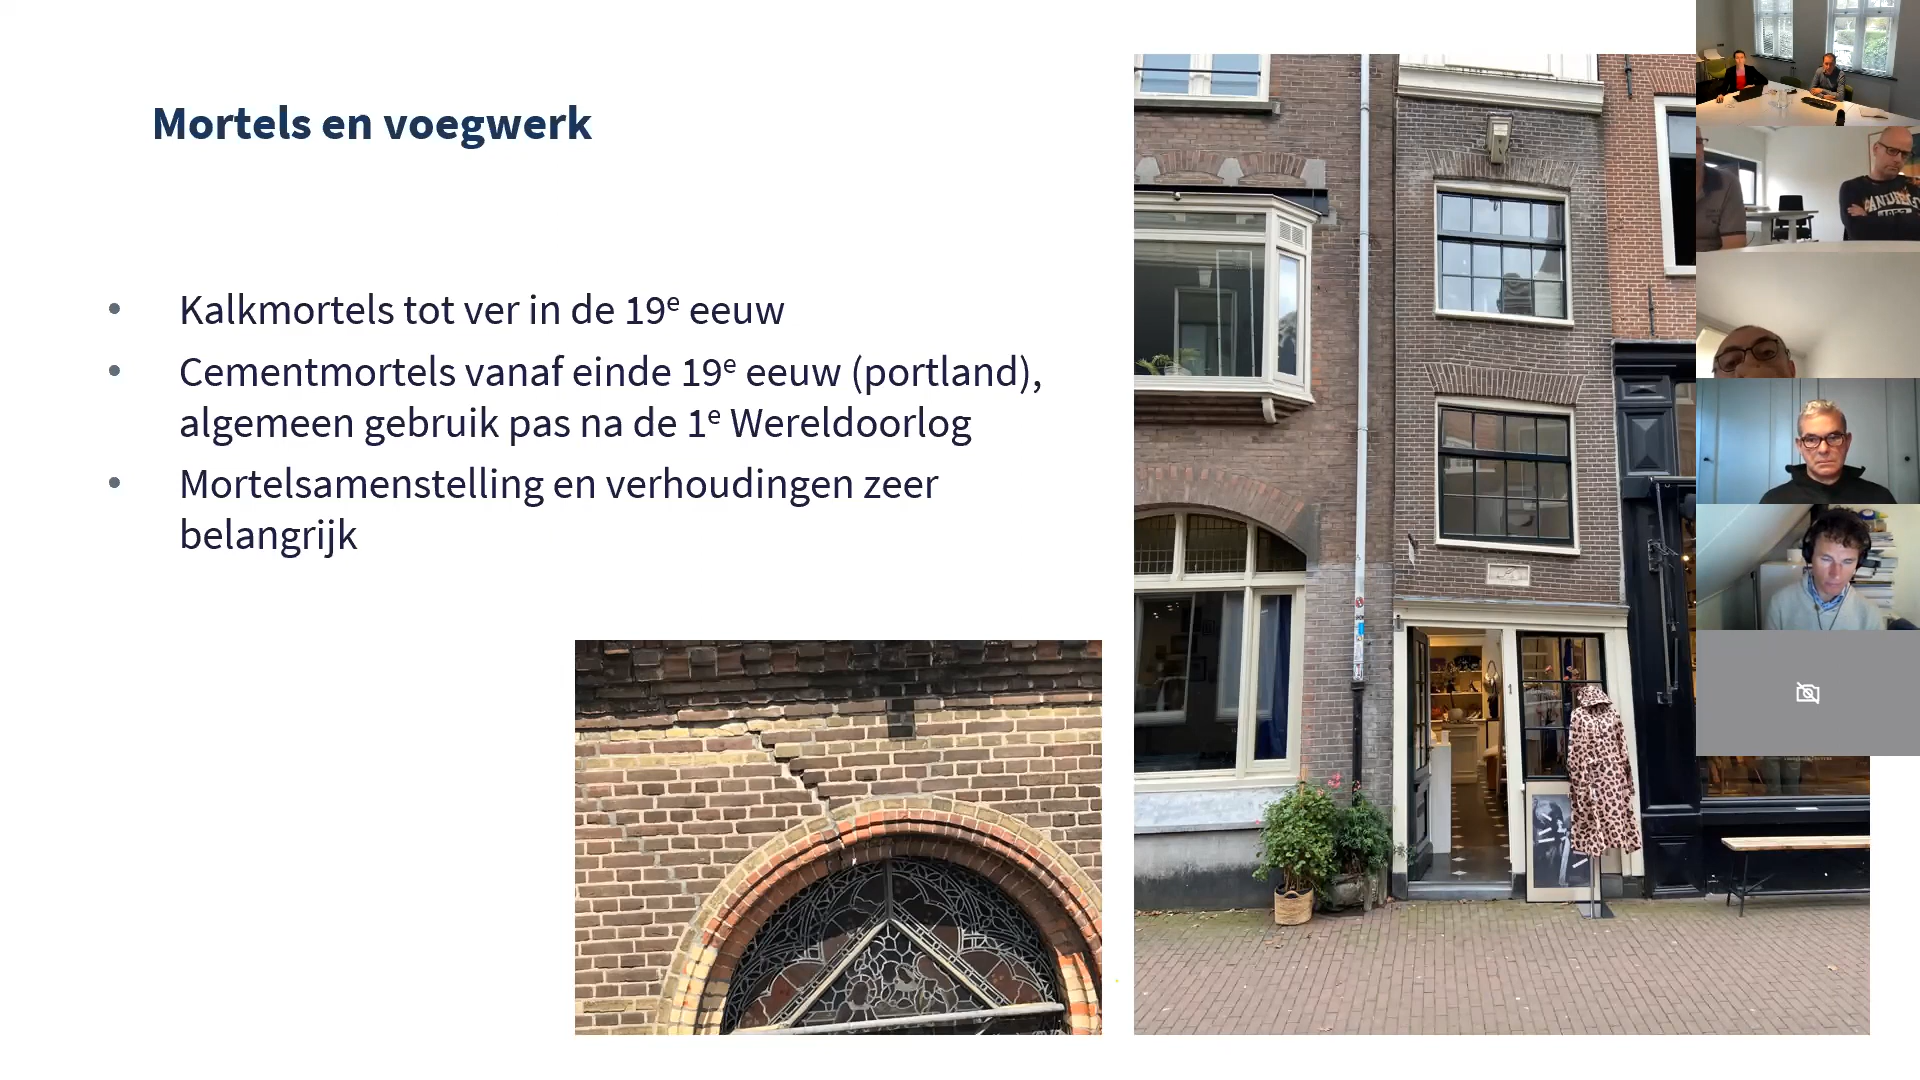 Mortels en voegwerk
• Kalkmortels tot ver in de 19e eeuw
• Cementmortels vanaf einde 19e eeuw (portland),
algemeen gebruik pas na de 1e Wereldoorlog
• Mortelsamenstelling en verhoudingen zeer
belangrijk